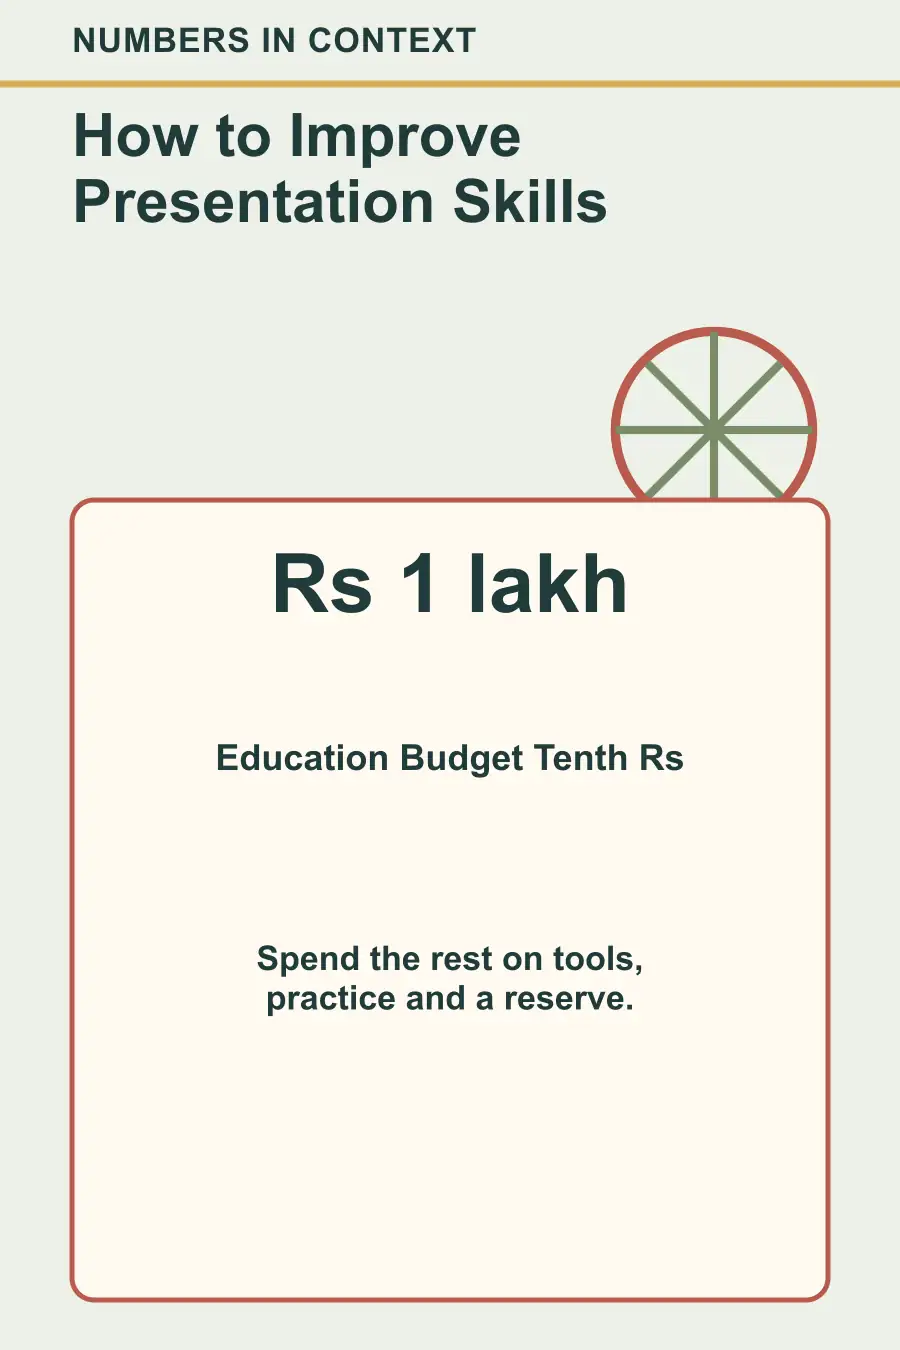 NUMBERS IN CONTEXT
How to Improve
Presentation Skills
Rs 1 lakh
Education Budget Tenth Rs
Spend the rest on tools,
practice and a reserve.